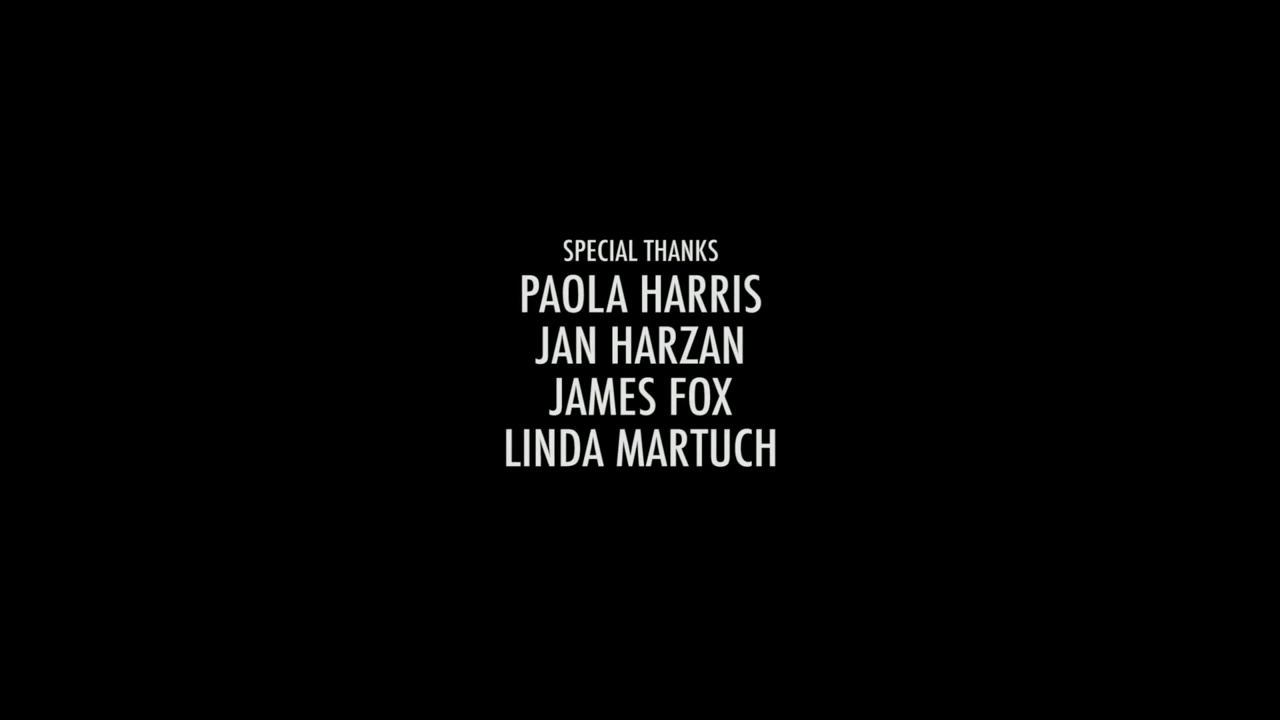 SPECIAL THANKS
PAOLA HARRIS
JAN HARZAN
JAMES FOX
LINDA MARTUCH